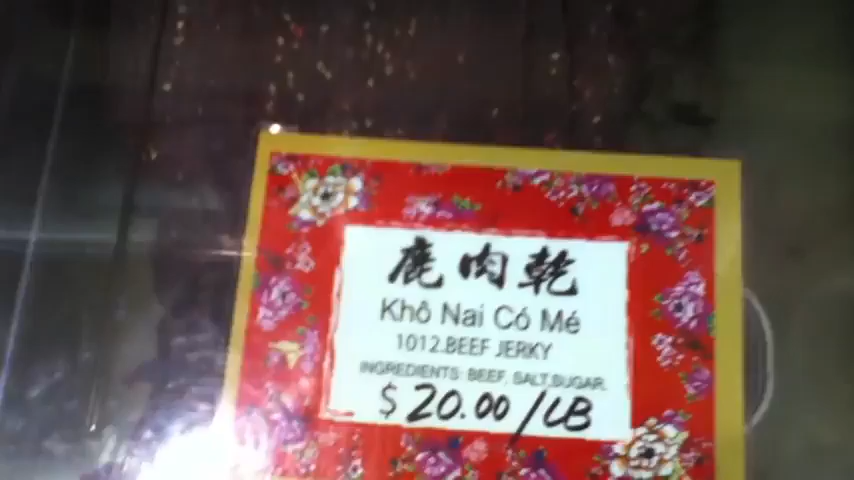 鹿肉乾
Khô Nai Có Mé
1012.BEEF JERKY
INGREDIENTS: BEEF, SALT,SUGAR,
$20.00/LB